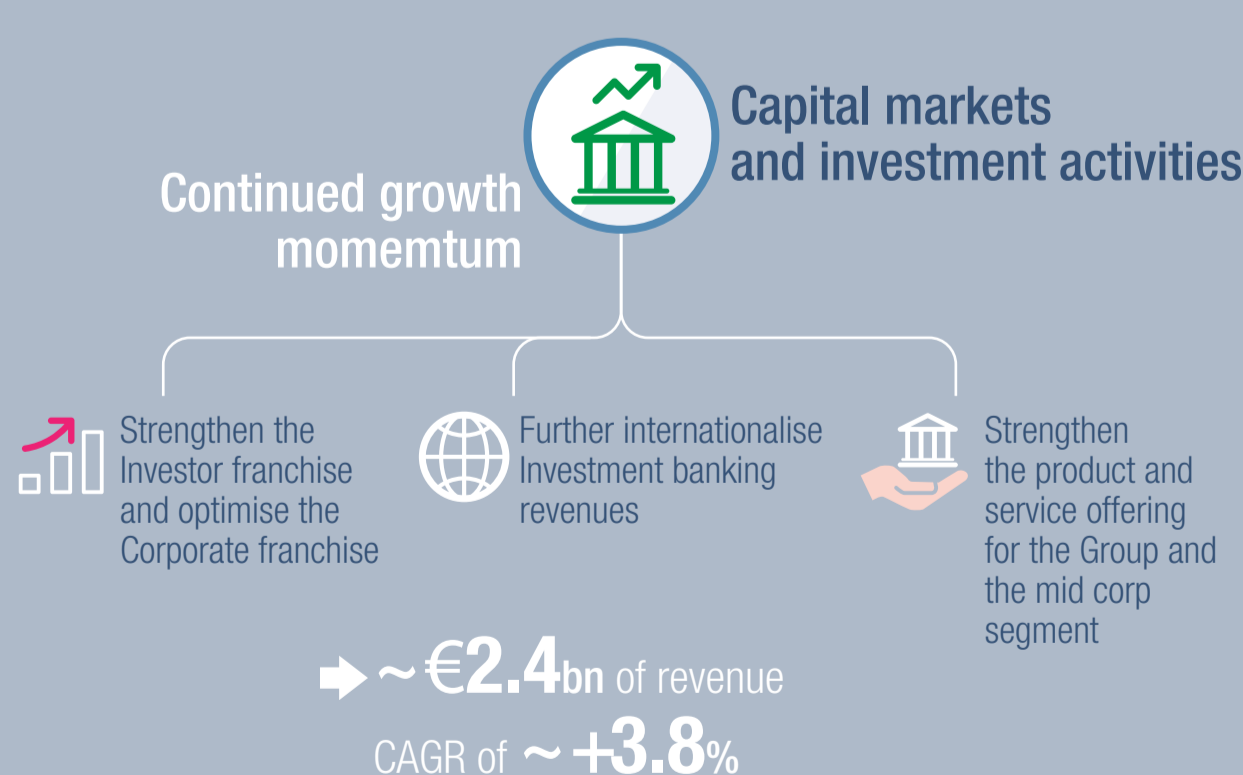 Capital markets
and investment activities
Continued growth
momemtum
Strengthen the
Investor franchise
and optimise the
Corporate franchise
Further internationalise
Investment banking
revenues
Strengthen
the product and
service offering
for the Group and
the mid corp
segment
~ €2.4bn of revenue
CAGR of ~ +3.8%